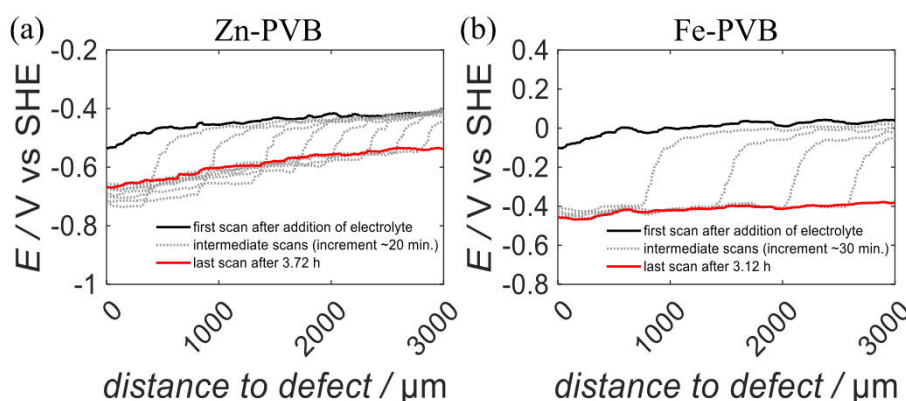 (a) Zn-PVB
-0.2
-0.4
-0.6
-0.8
-1
E / V vs SHE
first scan after addition of electrolyte
intermediate scans (increment ~20 min.)
last scan after 3.72 h
0 1000 2000 3000
distance to defect / µm
(b) Fe-PVB
0.4
0.2
0
-0.2
-0.4
-0.6
-0.8
E / V vs SHE
first scan after addition of electrolyte
intermediate scans (increment ~30 min.)
last scan after 3.12 h
0 1000 2000 3000
distance to defect / µm